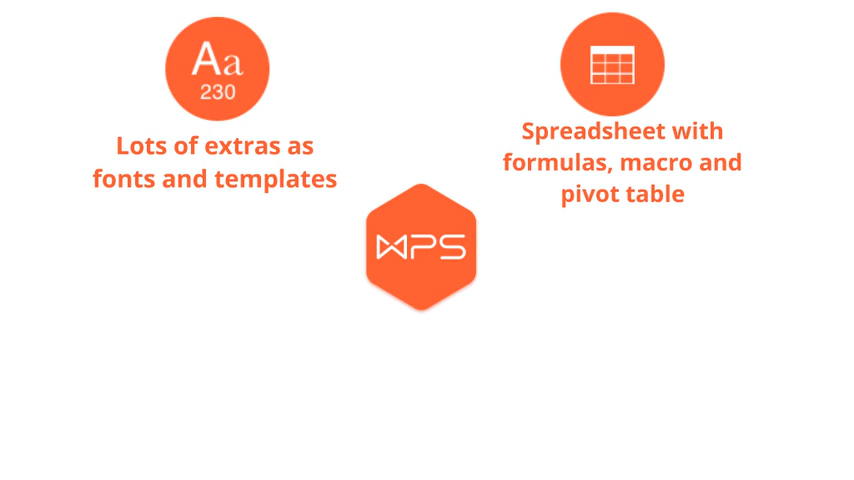 Aa
230
Lots of extras as
fonts and templates
Spreadsheet with
formulas, macro and
pivot table
WPS